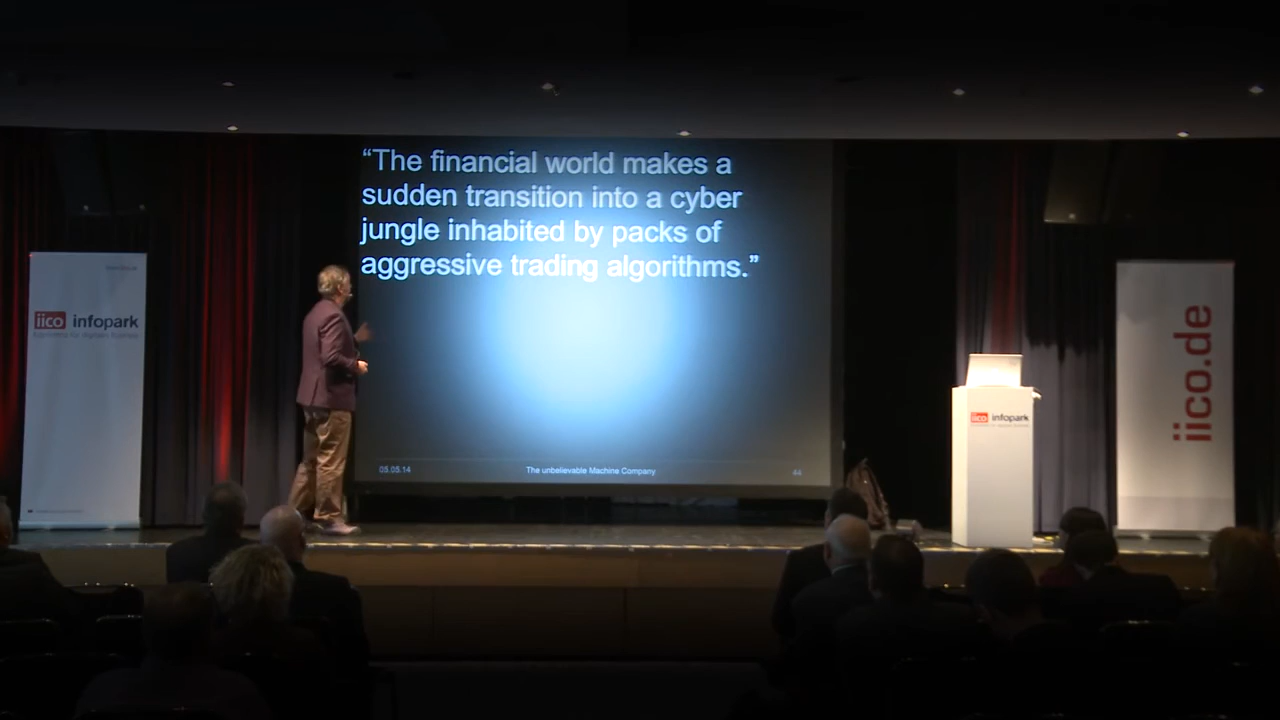 “The financial world makes a
sudden transition into a cyber
jungle inhabited by packs of
aggressive trading algorithms.”
05.05.14
The unbelievable Machine Company
44
iico infopark
iico infopark
iico.de